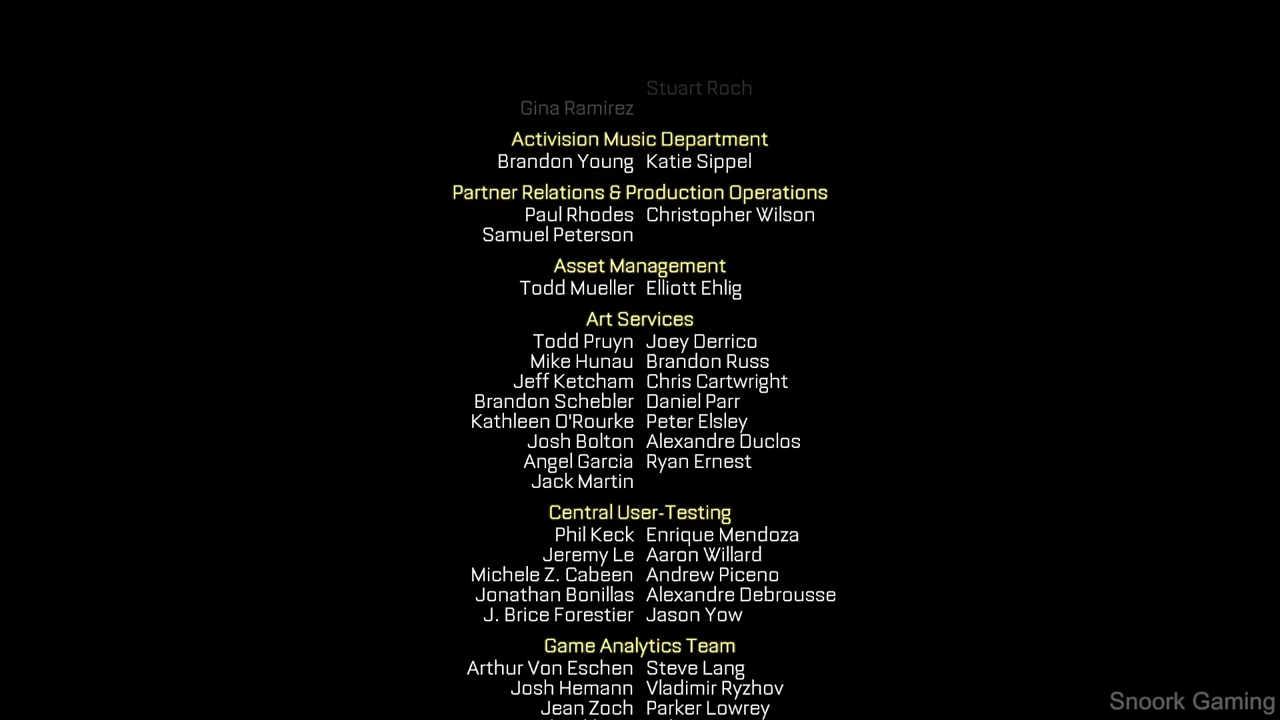 Stuart Roch
Gina Ramirez
Activision Music Department
Brandon Young Katie Sippel
Partner Relations & Production Operations
Paul Rhodes Christopher Wilson
Samuel Peterson
Asset Management
Todd Mueller Elliott Ehlig
Art Services
Todd Pruyn Joey Derrico
Mike Hunau Brandon Russ
Jeff Ketcham Chris Cartwright
Brandon Schebler Daniel Parr
Kathleen O'Rourke Peter Elsley
Josh Bolton Alexandre Duclos
Angel Garcia Ryan Ernest
Jack Martin
Central User-Testing
Phil Keck Enrique Mendoza
Jeremy Le Aaron Willard
Michele Z. Cabeen Andrew Piceno
Jonathan Bonillas Alexandre Debrousse
J. Brice Forestier Jason Yow
Game Analytics Team
Arthur Von Eschen Steve Lang
Josh Hemann Vladimir Ryzhov
Jean Zoch Parker Lowrey
Snoork Gaming